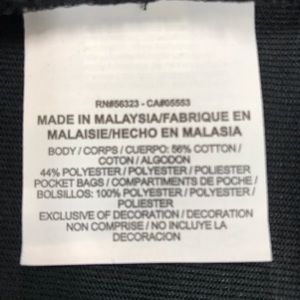 RN#56323 - CA#05553
MADE IN MALAYSIA/FABRIQUE EN
MALAISIE/HECHO EN MALASIA
BODY / CORPS / CUERPO: 56% COTTON /
COTON / ALGODON
44% POLYESTER / POLYESTER / POLIESTER
POCKET BAGS / COMPARTIMENTS DE POCHE /
BOLSILLOS: 100% POLYESTER / POLYESTER /
POLIESTER
EXCLUSIVE OF DECORATION / DECORATION
NON COMPRISE / NO INCLUYE LA
DECORACION